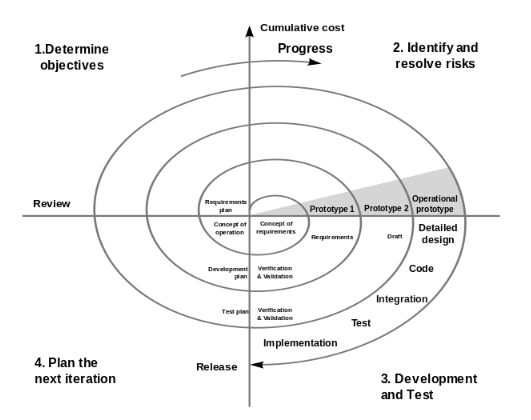 Cumulative cost
Progress
1.Determine
objectives
2. Identify and
resolve risks
Review
Requirements
plan
Prototype 1
Prototype 2
Operational
prototype
Concept of
operation
Concept of
requirements
Requirements
Draft
Detailed
design
Development
plan
Verification
& Validation
Code
Test plan
Verification
& Validation
Integration
Test
Implementation
4. Plan the
next iteration
Release
3. Development
and Test